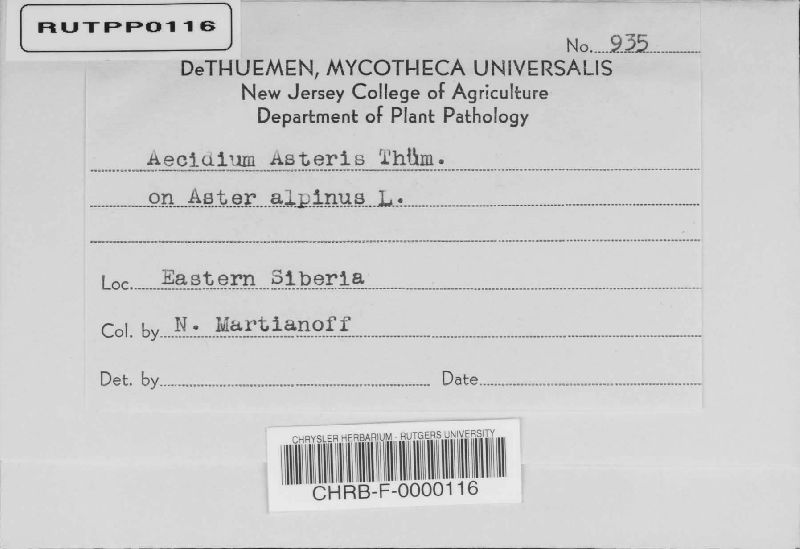 RUTPP0116
No. 935
DeTHUEMEN, MYCOTHECA UNIVERSALIS
New Jersey College of Agriculture
Department of Plant Pathology
Aecidium Asteris Thüm.
on Aster alpinus L.
Loc. Eastern Siberia
Col. by N. Martianoff
Det. by Date
CHRYSLER HERBARIUM - RUTGERS UNIVERSITY
CHRB-F-0000116